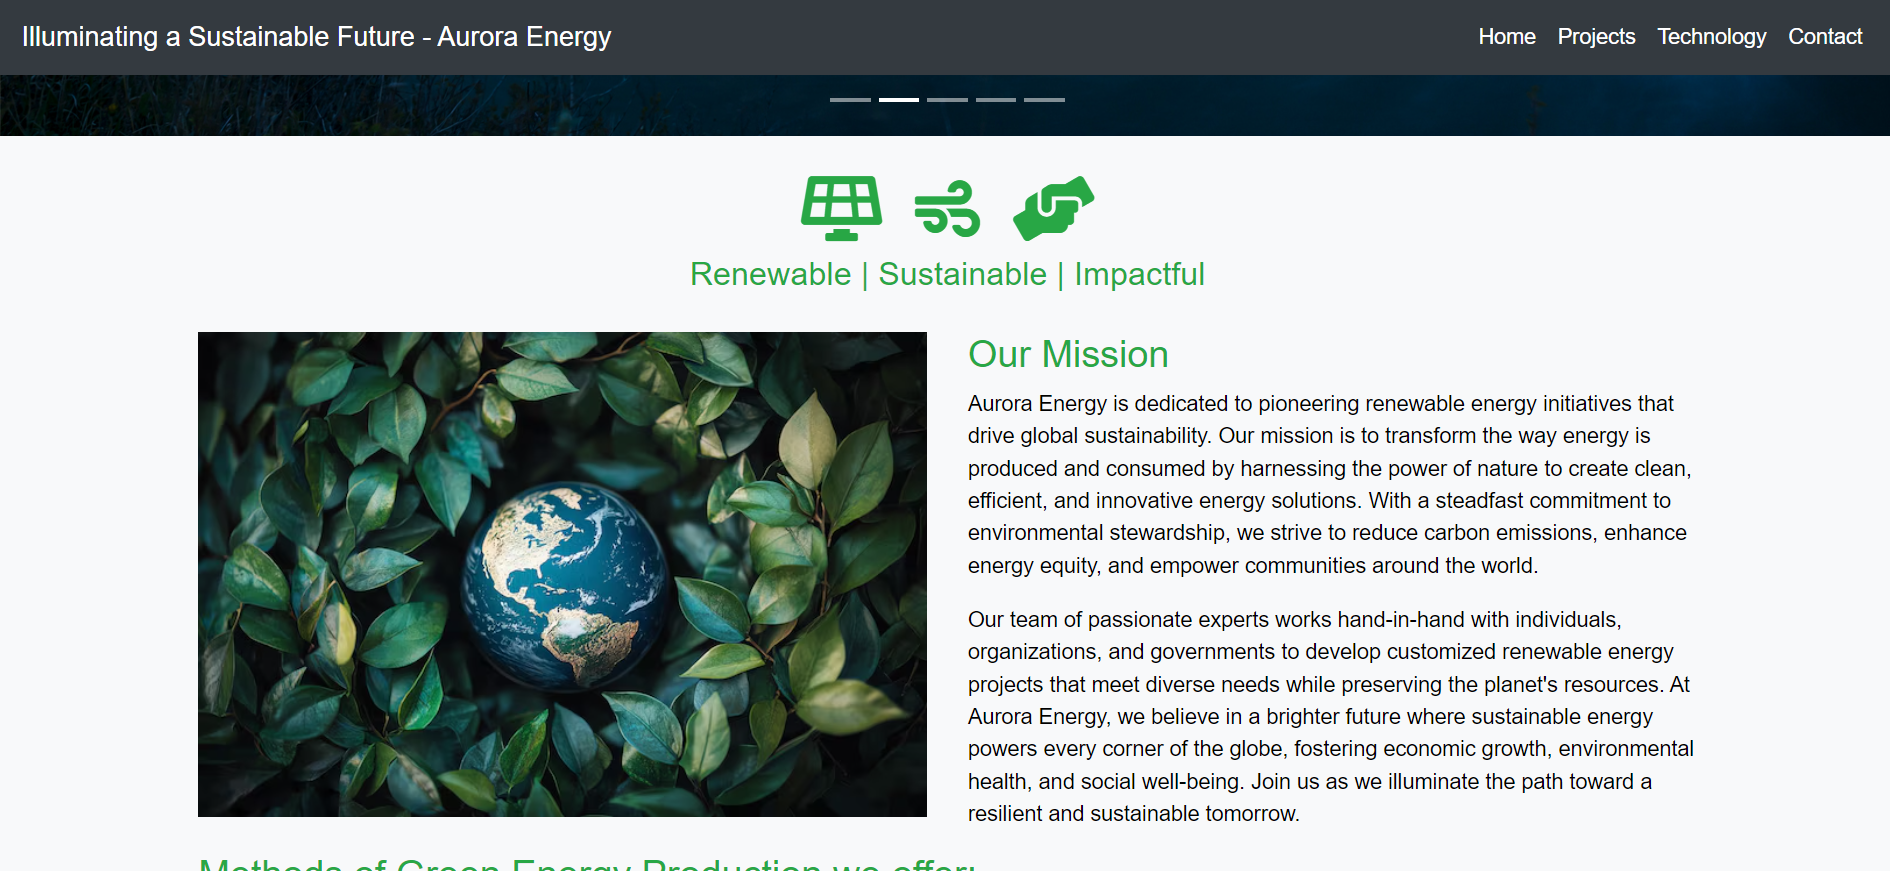 Illuminating a Sustainable Future - Aurora Energy
Home Projects Technology Contact
Renewable | Sustainable | Impactful
Our Mission
Aurora Energy is dedicated to pioneering renewable energy initiatives that
drive global sustainability. Our mission is to transform the way energy is
produced and consumed by harnessing the power of nature to create clean,
efficient, and innovative energy solutions. With a steadfast commitment to
environmental stewardship, we strive to reduce carbon emissions, enhance
energy equity, and empower communities around the world.
Our team of passionate experts works hand-in-hand with individuals,
organizations, and governments to develop customized renewable energy
projects that meet diverse needs while preserving the planet's resources. At
Aurora Energy, we believe in a brighter future where sustainable energy
powers every corner of the globe, fostering economic growth, environmental
health, and social well-being. Join us as we illuminate the path toward a
resilient and sustainable tomorrow.
Methods of Green Energy Production we offer: